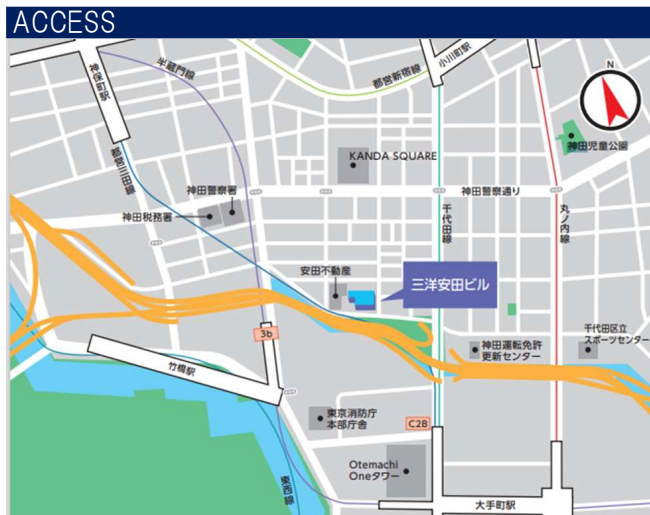 ACCESS
神保町駅
半蔵門線
都営新宿線
小川町駅
N
神田児童公園
KANDA SQUARE
都営三田線
神田警察署
神田税務署
神田警察通り
千代田線
丸ノ内線
安田不動産
三洋安田ビル
3b
竹橋駅
神田運転免許
更新センター
千代田区立
スポーツセンター
東京消防庁
本部庁舎
C2B
東西線
Otemachi
Oneタワー
大手町駅